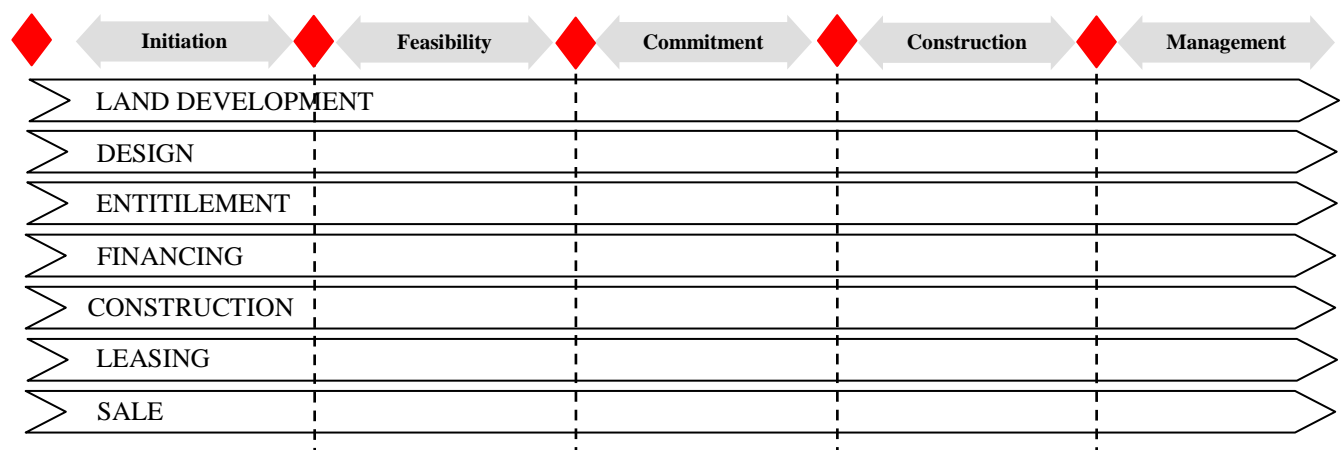 Initiation Feasibility Commitment Construction Management
LAND DEVELOPMENT
DESIGN
ENTITILEMENT
FINANCING
CONSTRUCTION
LEASING
SALE